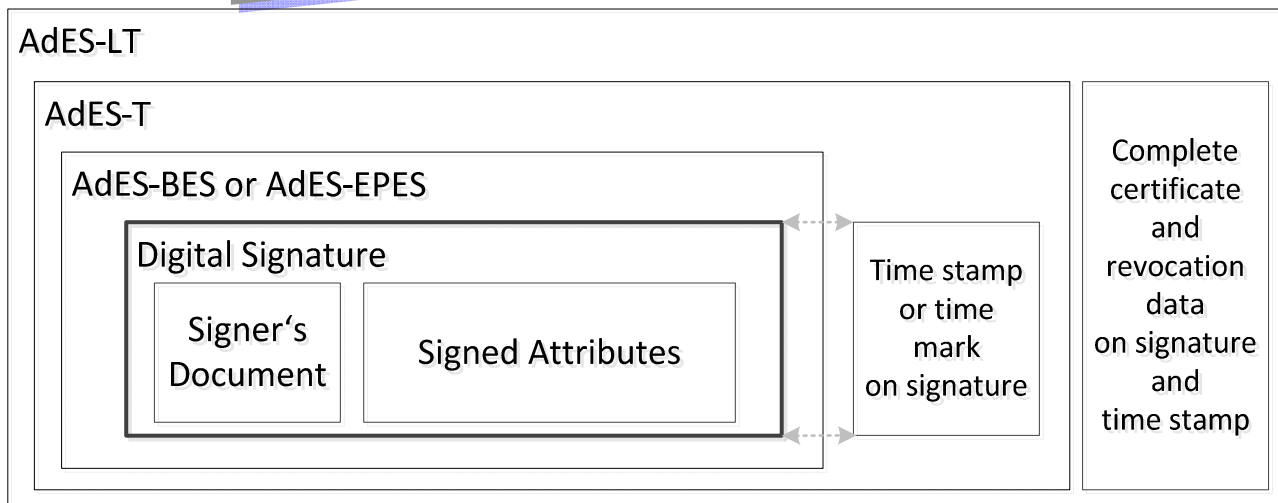 AdES-LT
AdES-T
AdES-BES or AdES-EPES
Digital Signature
Signer‘s
Document
Signed Attributes
Time stamp
or time
mark
on signature
Complete
certificate
and
revocation
data
on signature
and
time stamp